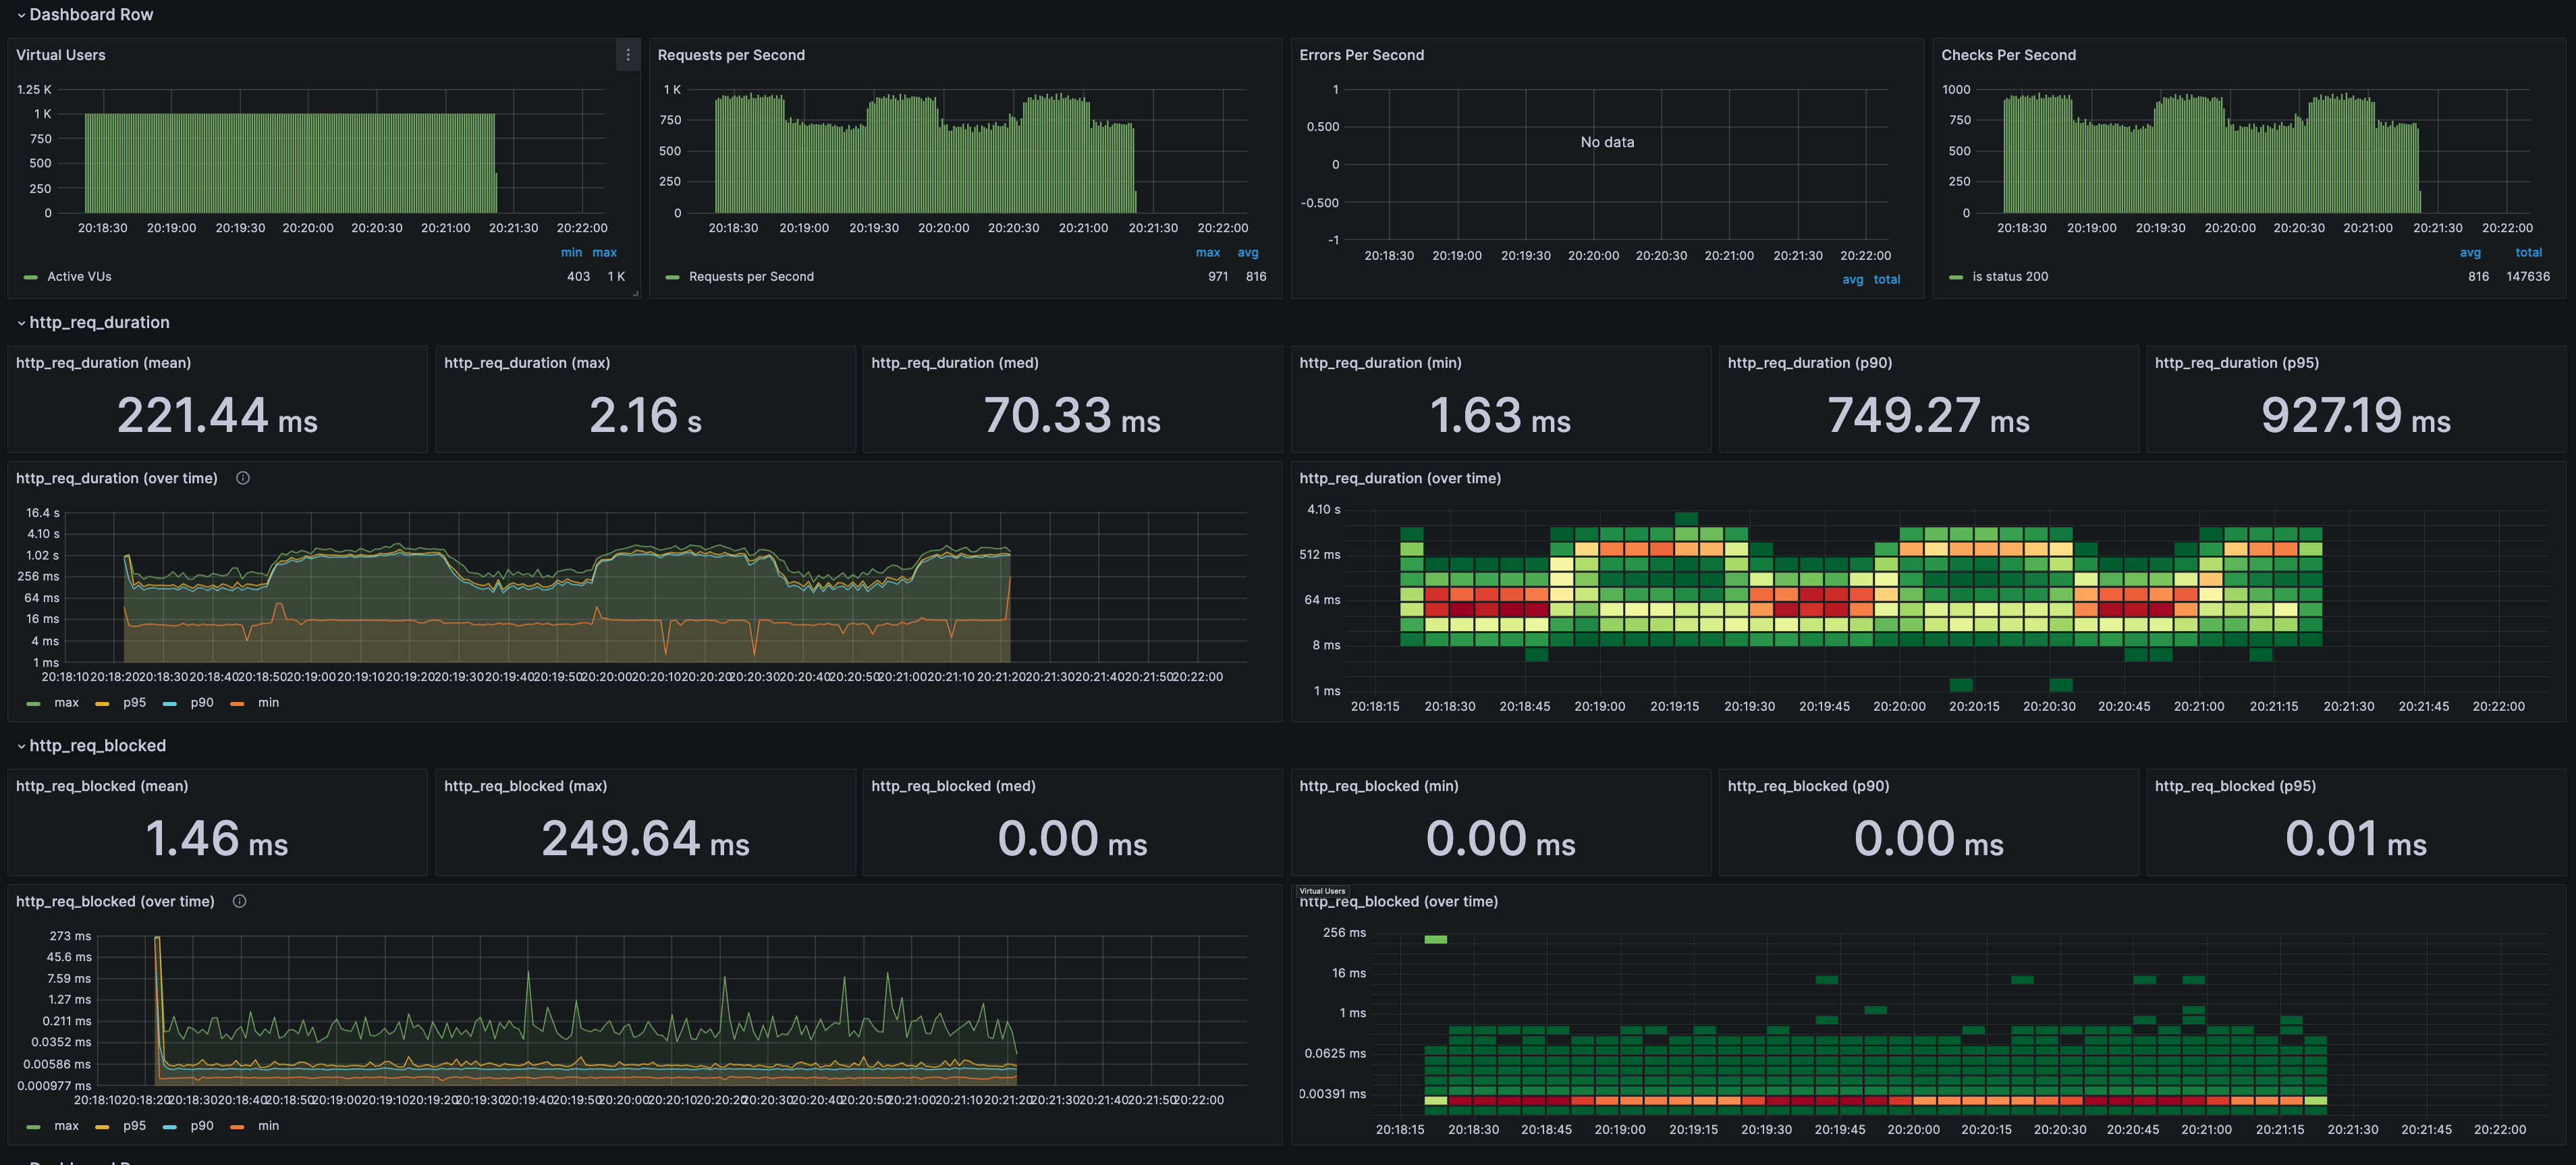 Dashboard Row
Virtual Users
1.25 K
1 K
750
500
250
0
20:18:30 20:19:00 20:19:30 20:20:00 20:20:30 20:21:00 20:21:30 20:22:00
min max
Active VUs 403 1 K
Requests per Second
1 K
750
500
250
0
20:18:30 20:19:00 20:19:30 20:20:00 20:20:30 20:21:00 20:21:30 20:22:00
max avg
Requests per Second 971 816
Errors Per Second
1
0.500
0
-0.500
-1
No data
20:18:30 20:19:00 20:19:30 20:20:00 20:20:30 20:21:00 20:21:30 20:22:00
avg total
Checks Per Second
1000
750
500
250
0
20:18:30 20:19:00 20:19:30 20:20:00 20:20:30 20:21:00 20:21:30 20:22:00
avg total
is status 200 816 147636
http_req_duration
http_req_duration (mean)
221.44 ms
http_req_duration (max)
2.16 s
http_req_duration (med)
70.33 ms
http_req_duration (min)
1.63 ms
http_req_duration (p90)
749.27 ms
http_req_duration (p95)
927.19 ms
http_req_duration (over time)
16.4 s
4.10 s
1.02 s
256 ms
64 ms
16 ms
4 ms
1 ms
20:18:10 20:18:20 20:18:30 20:18:40 20:18:50 20:19:00 20:19:10 20:19:20 20:19:30 20:19:40 20:19:50 20:20:00 20:20:10 20:20:20 20:20:30 20:20:40 20:20:50 20:21:00 20:21:10 20:21:20 20:21:30 20:21:40 20:21:50 20:22:00
max p95 p90 min
http_req_duration (over time)
4.10 s
512 ms
64 ms
8 ms
1 ms
20:18:15 20:18:30 20:18:45 20:19:00 20:19:15 20:19:30 20:19:45 20:20:00 20:20:15 20:20:30 20:20:45 20:21:00 20:21:15 20:21:30 20:21:45 20:22:00
http_req_blocked
http_req_blocked (mean)
1.46 ms
http_req_blocked (max)
249.64 ms
http_req_blocked (med)
0.00 ms
http_req_blocked (min)
0.00 ms
http_req_blocked (p90)
0.00 ms
http_req_blocked (p95)
0.01 ms
http_req_blocked (over time)
273 ms
45.6 ms
7.59 ms
1.27 ms
0.211 ms
0.0352 ms
0.00586 ms
0.000977 ms
20:18:10 20:18:20 20:18:30 20:18:40 20:18:50 20:19:00 20:19:10 20:19:20 20:19:30 20:19:40 20:19:50 20:20:00 20:20:10 20:20:20 20:20:30 20:20:40 20:20:50 20:21:00 20:21:10 20:21:20 20:21:30 20:21:40 20:21:50 20:22:00
max p95 p90 min
Virtual Users
http_req_blocked (over time)
256 ms
16 ms
1 ms
0.0625 ms
0.00391 ms
20:18:15 20:18:30 20:18:45 20:19:00 20:19:15 20:19:30 20:19:45 20:20:00 20:20:15 20:20:30 20:20:45 20:21:00 20:21:15 20:21:30 20:21:45 20:22:00